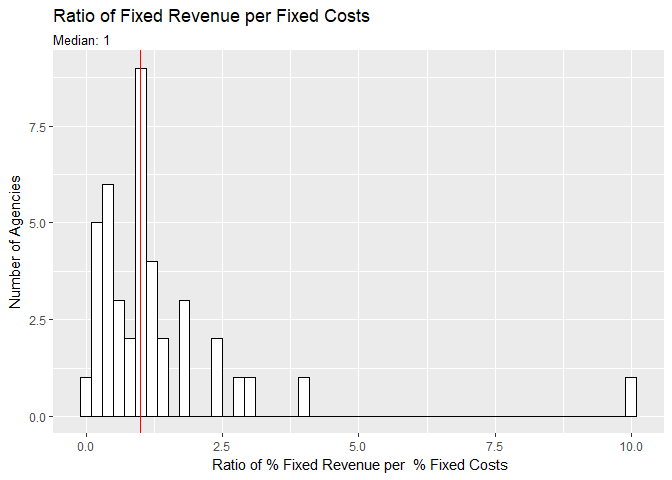 Ratio of Fixed Revenue per Fixed Costs
Median: 1
7.5
5.0
2.5
0.0
Number of Agencies
0.0 2.5 5.0 7.5 10.0
Ratio of % Fixed Revenue per  % Fixed Costs